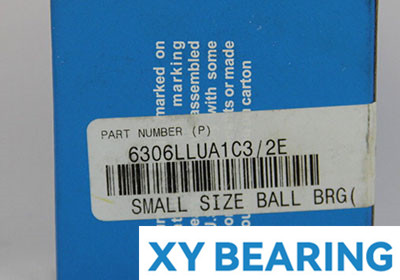 marked on
marking
assembled
with some
ts or made
carton
PART NUMBER (P)
6306LLUA1C3/2E
SMALL SIZE BALL BRG(
XY BEARING